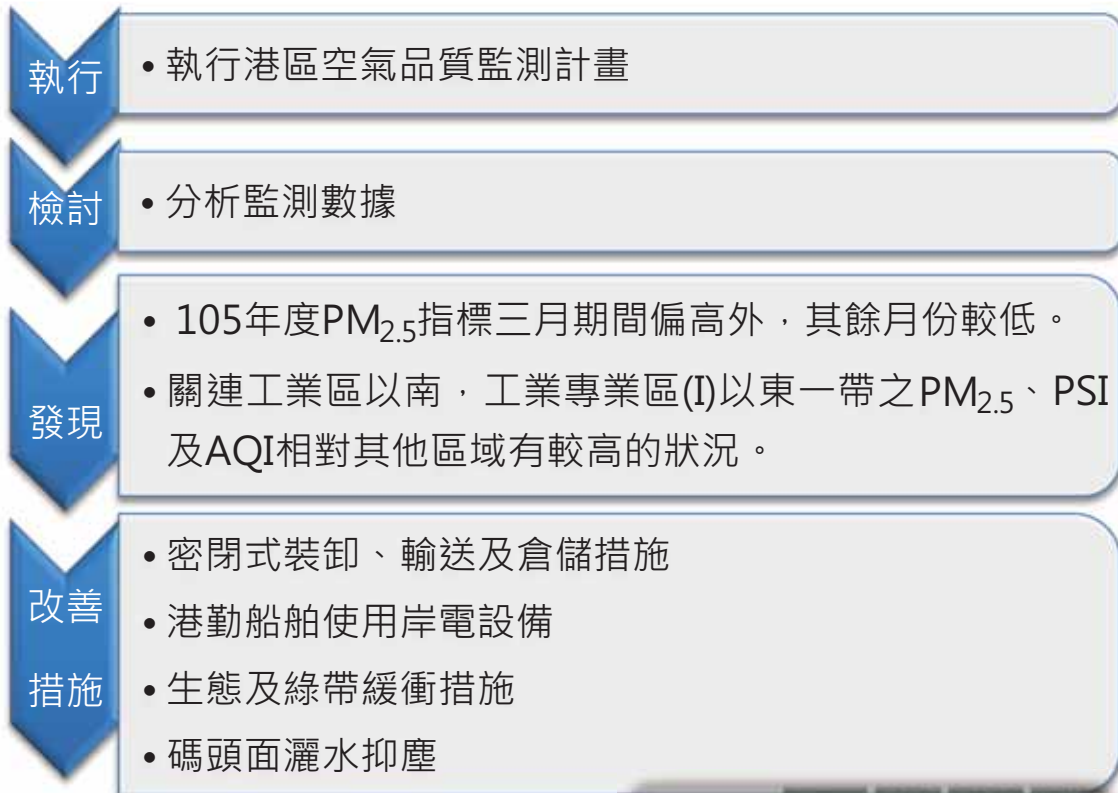 執行
• 執行港區空氣品質監測計畫
檢討
• 分析監測數據
發現
• 105年度PM2.5指標三月期間偏高外，其餘月份較低。
• 關連工業區以南，工業專業區(I)以東一帶之PM2.5、PSI
及AQI相對其他區域有較高的狀況。
改善
措施
• 密閉式裝卸、輸送及倉儲措施
• 港勤船舶使用岸電設備
• 生態及綠帶緩衝措施
• 碼頭面灑水抑塵